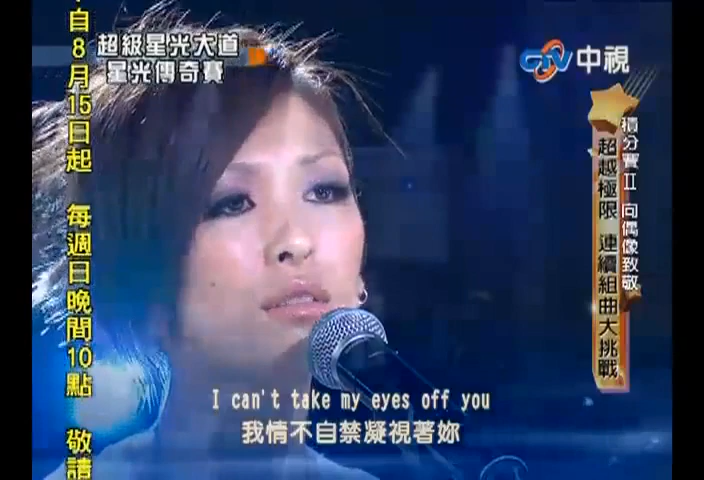 自8月15日起 每週日晚間10點 敬請
超級星光大道
星光傳奇賽
CTV中視
積分賽II 向偶像致敬
超越極限 連續組曲大挑戰
I can't take my eyes off you
我情不自禁凝視著妳